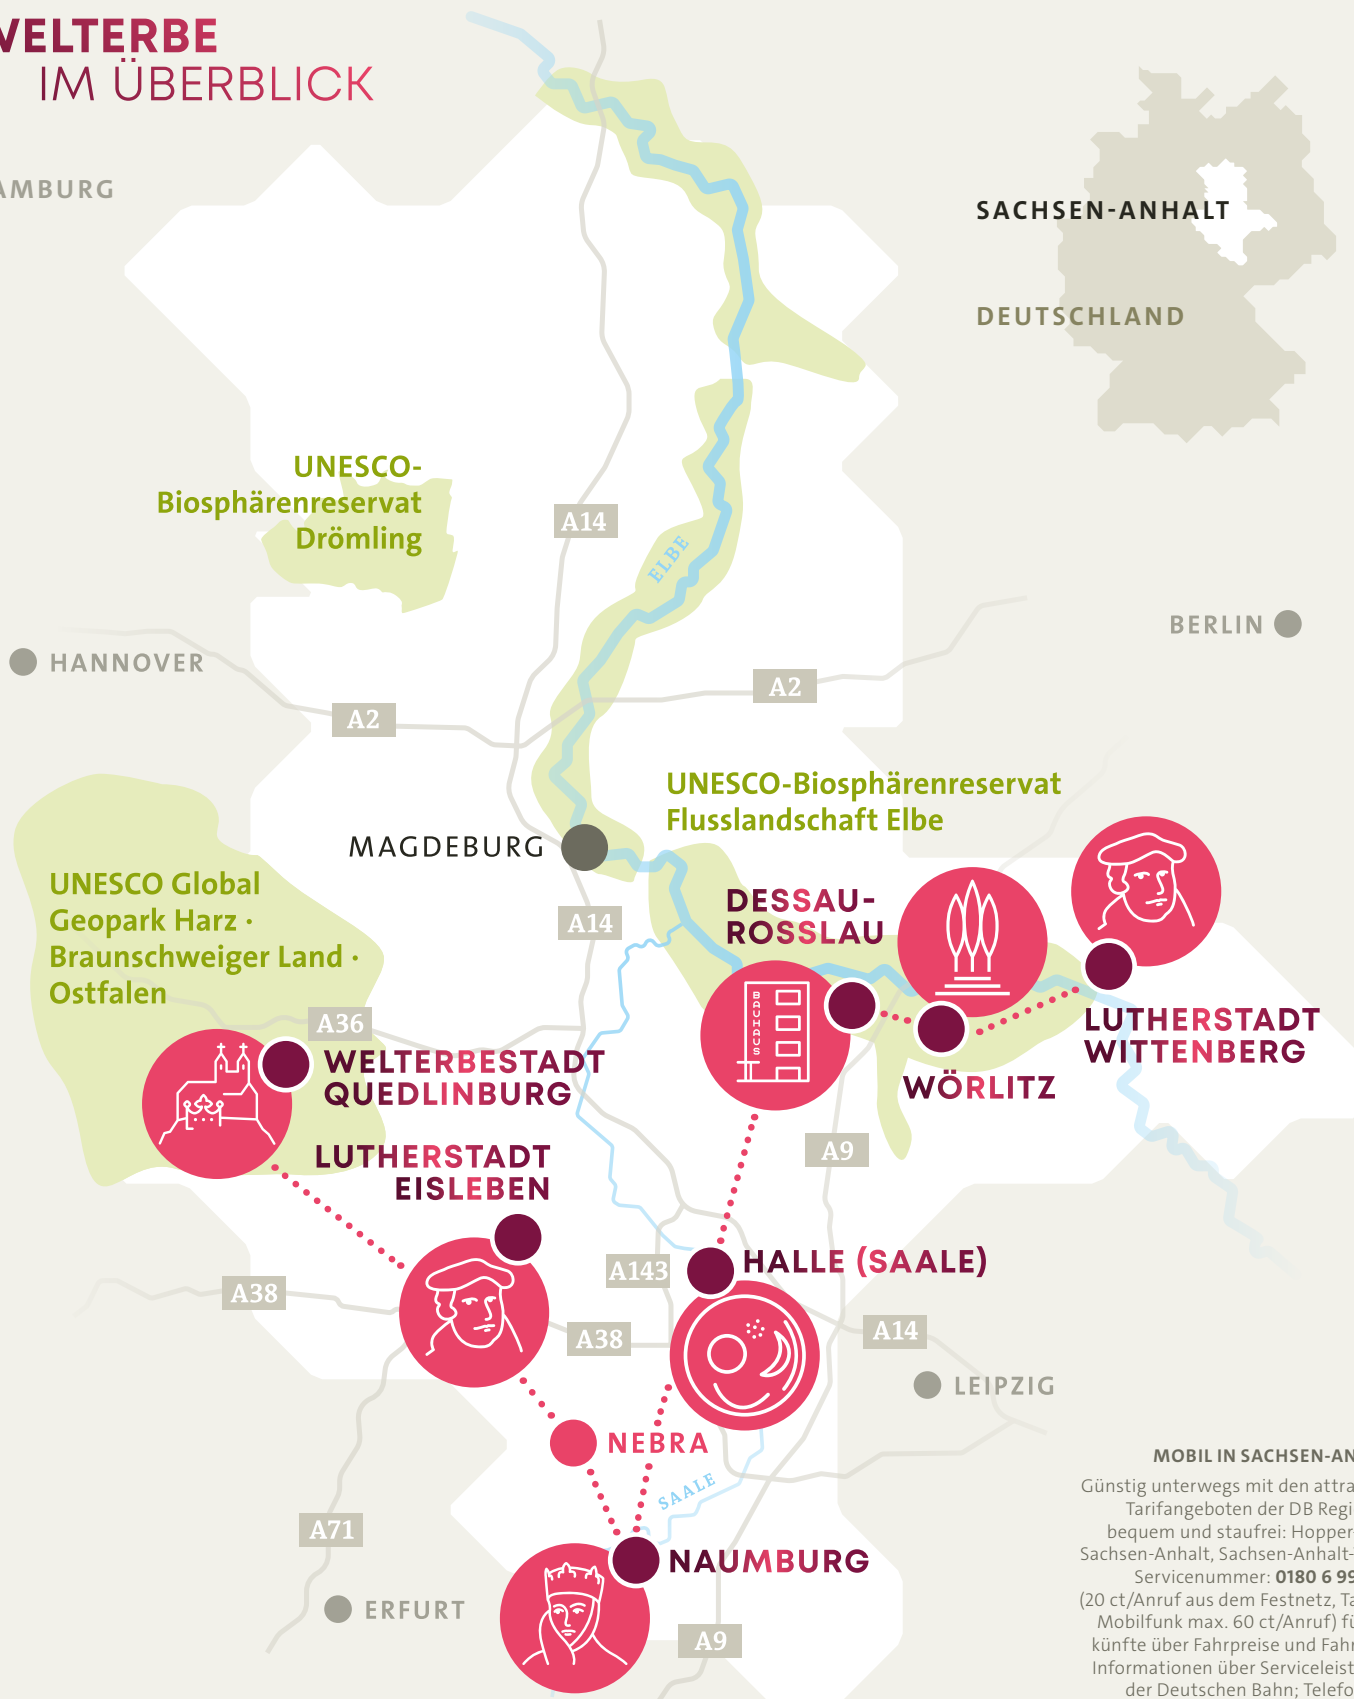 WELTERBE
IM ÜBERBLICK
AMBURG
SACHSEN-ANHALT
DEUTSCHLAND
UNESCO-
Biosphärenreservat
Drömling
A14
ELBE
BERLIN
HANNOVER
A2
A2
UNESCO-Biosphärenreservat
Flusslandschaft Elbe
MAGDEBURG
UNESCO Global
Geopark Harz ·
Braunschweiger Land ·
Ostfalen
A14
DESSAU-
ROSSLAU
BAUHAUS
LUTHERSTADT
WITTENBERG
A36
WELTERBESTADT
QUEDLINBURG
WÖRLITZ
LUTHERSTADT
EISLEBEN
A9
HALLE (SAALE)
A143
A38
A38
A14
LEIPZIG
NEBRA
SAALE
A71
NAUMBURG
ERFURT
A9
MOBIL IN SACHSEN-AN
Günstig unterwegs mit den attra
Tarifangeboten der DB Regi
bequem und staufrei: Hopper
Sachsen-Anhalt, Sachsen-Anhalt-
Servicenummer: 0180 6 99
(20 ct/Anruf aus dem Festnetz, Ta
Mobilfunk max. 60 ct/Anruf) fü
künfte über Fahrpreise und Fahr
Informationen über Serviceleist
der Deutschen Bahn; Telefo